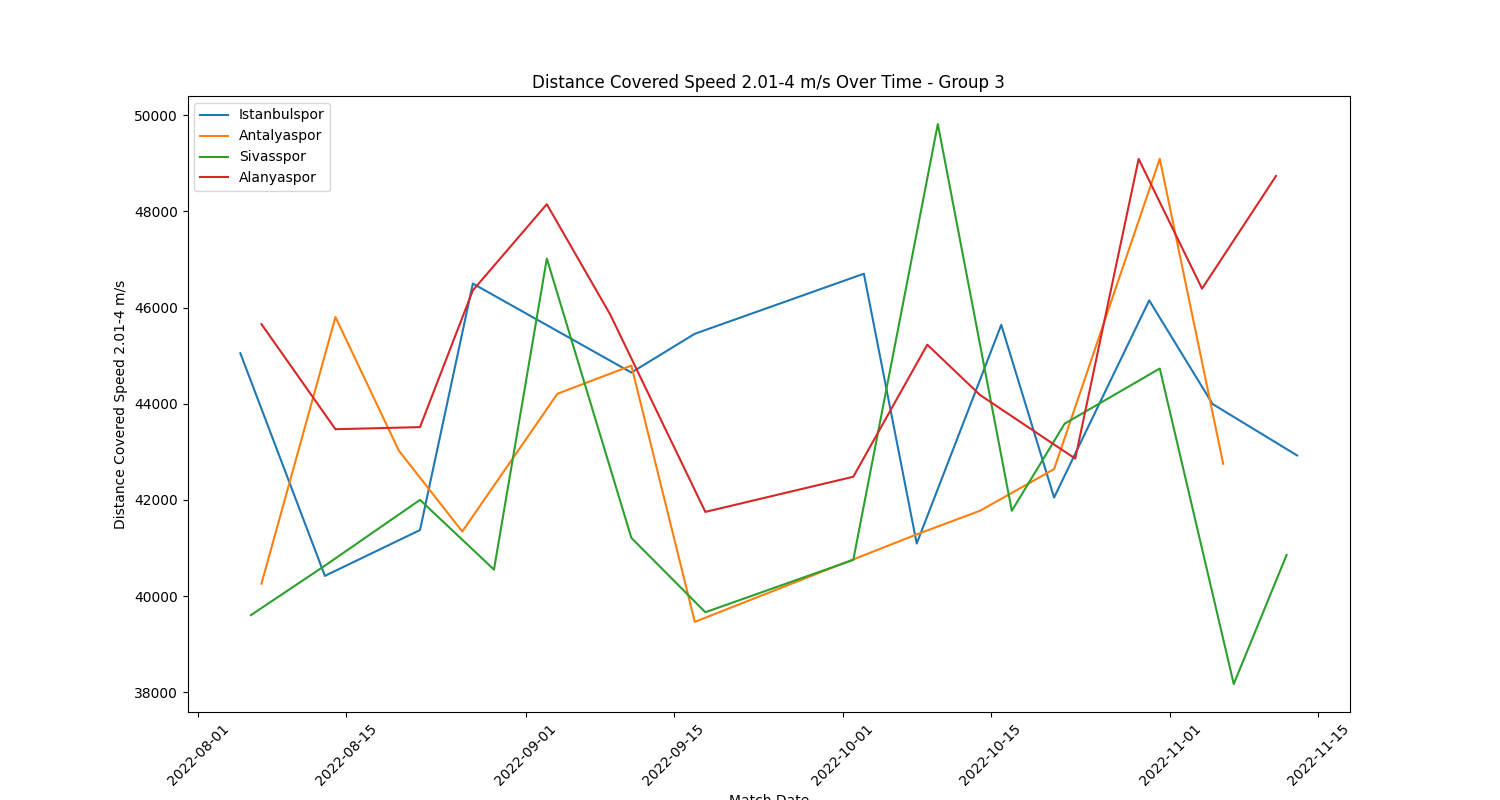 Distance Covered Speed 2.01-4 m/s Over Time - Group 3
Istanbulspor
Antalyaspor
Sivasspor
Alanyaspor
Distance Covered Speed 2.01-4 m/s
50000
48000
46000
44000
42000
40000
38000
2022-08-01
2022-08-15
2022-09-01
2022-09-15
2022-10-01
2022-10-15
2022-11-01
2022-11-15
Match Date